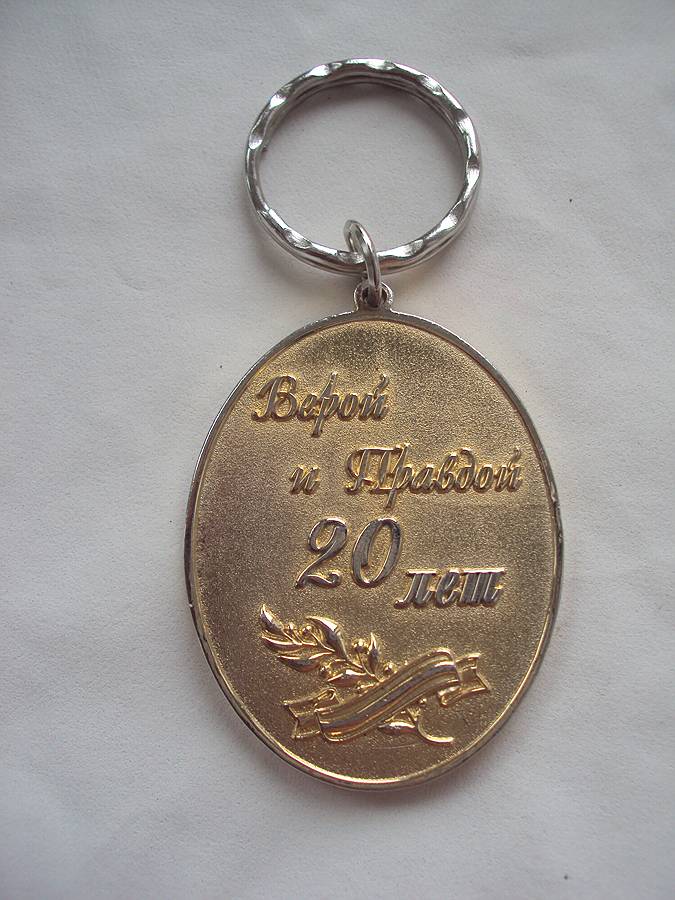 Верой
и Правдой
20 лет